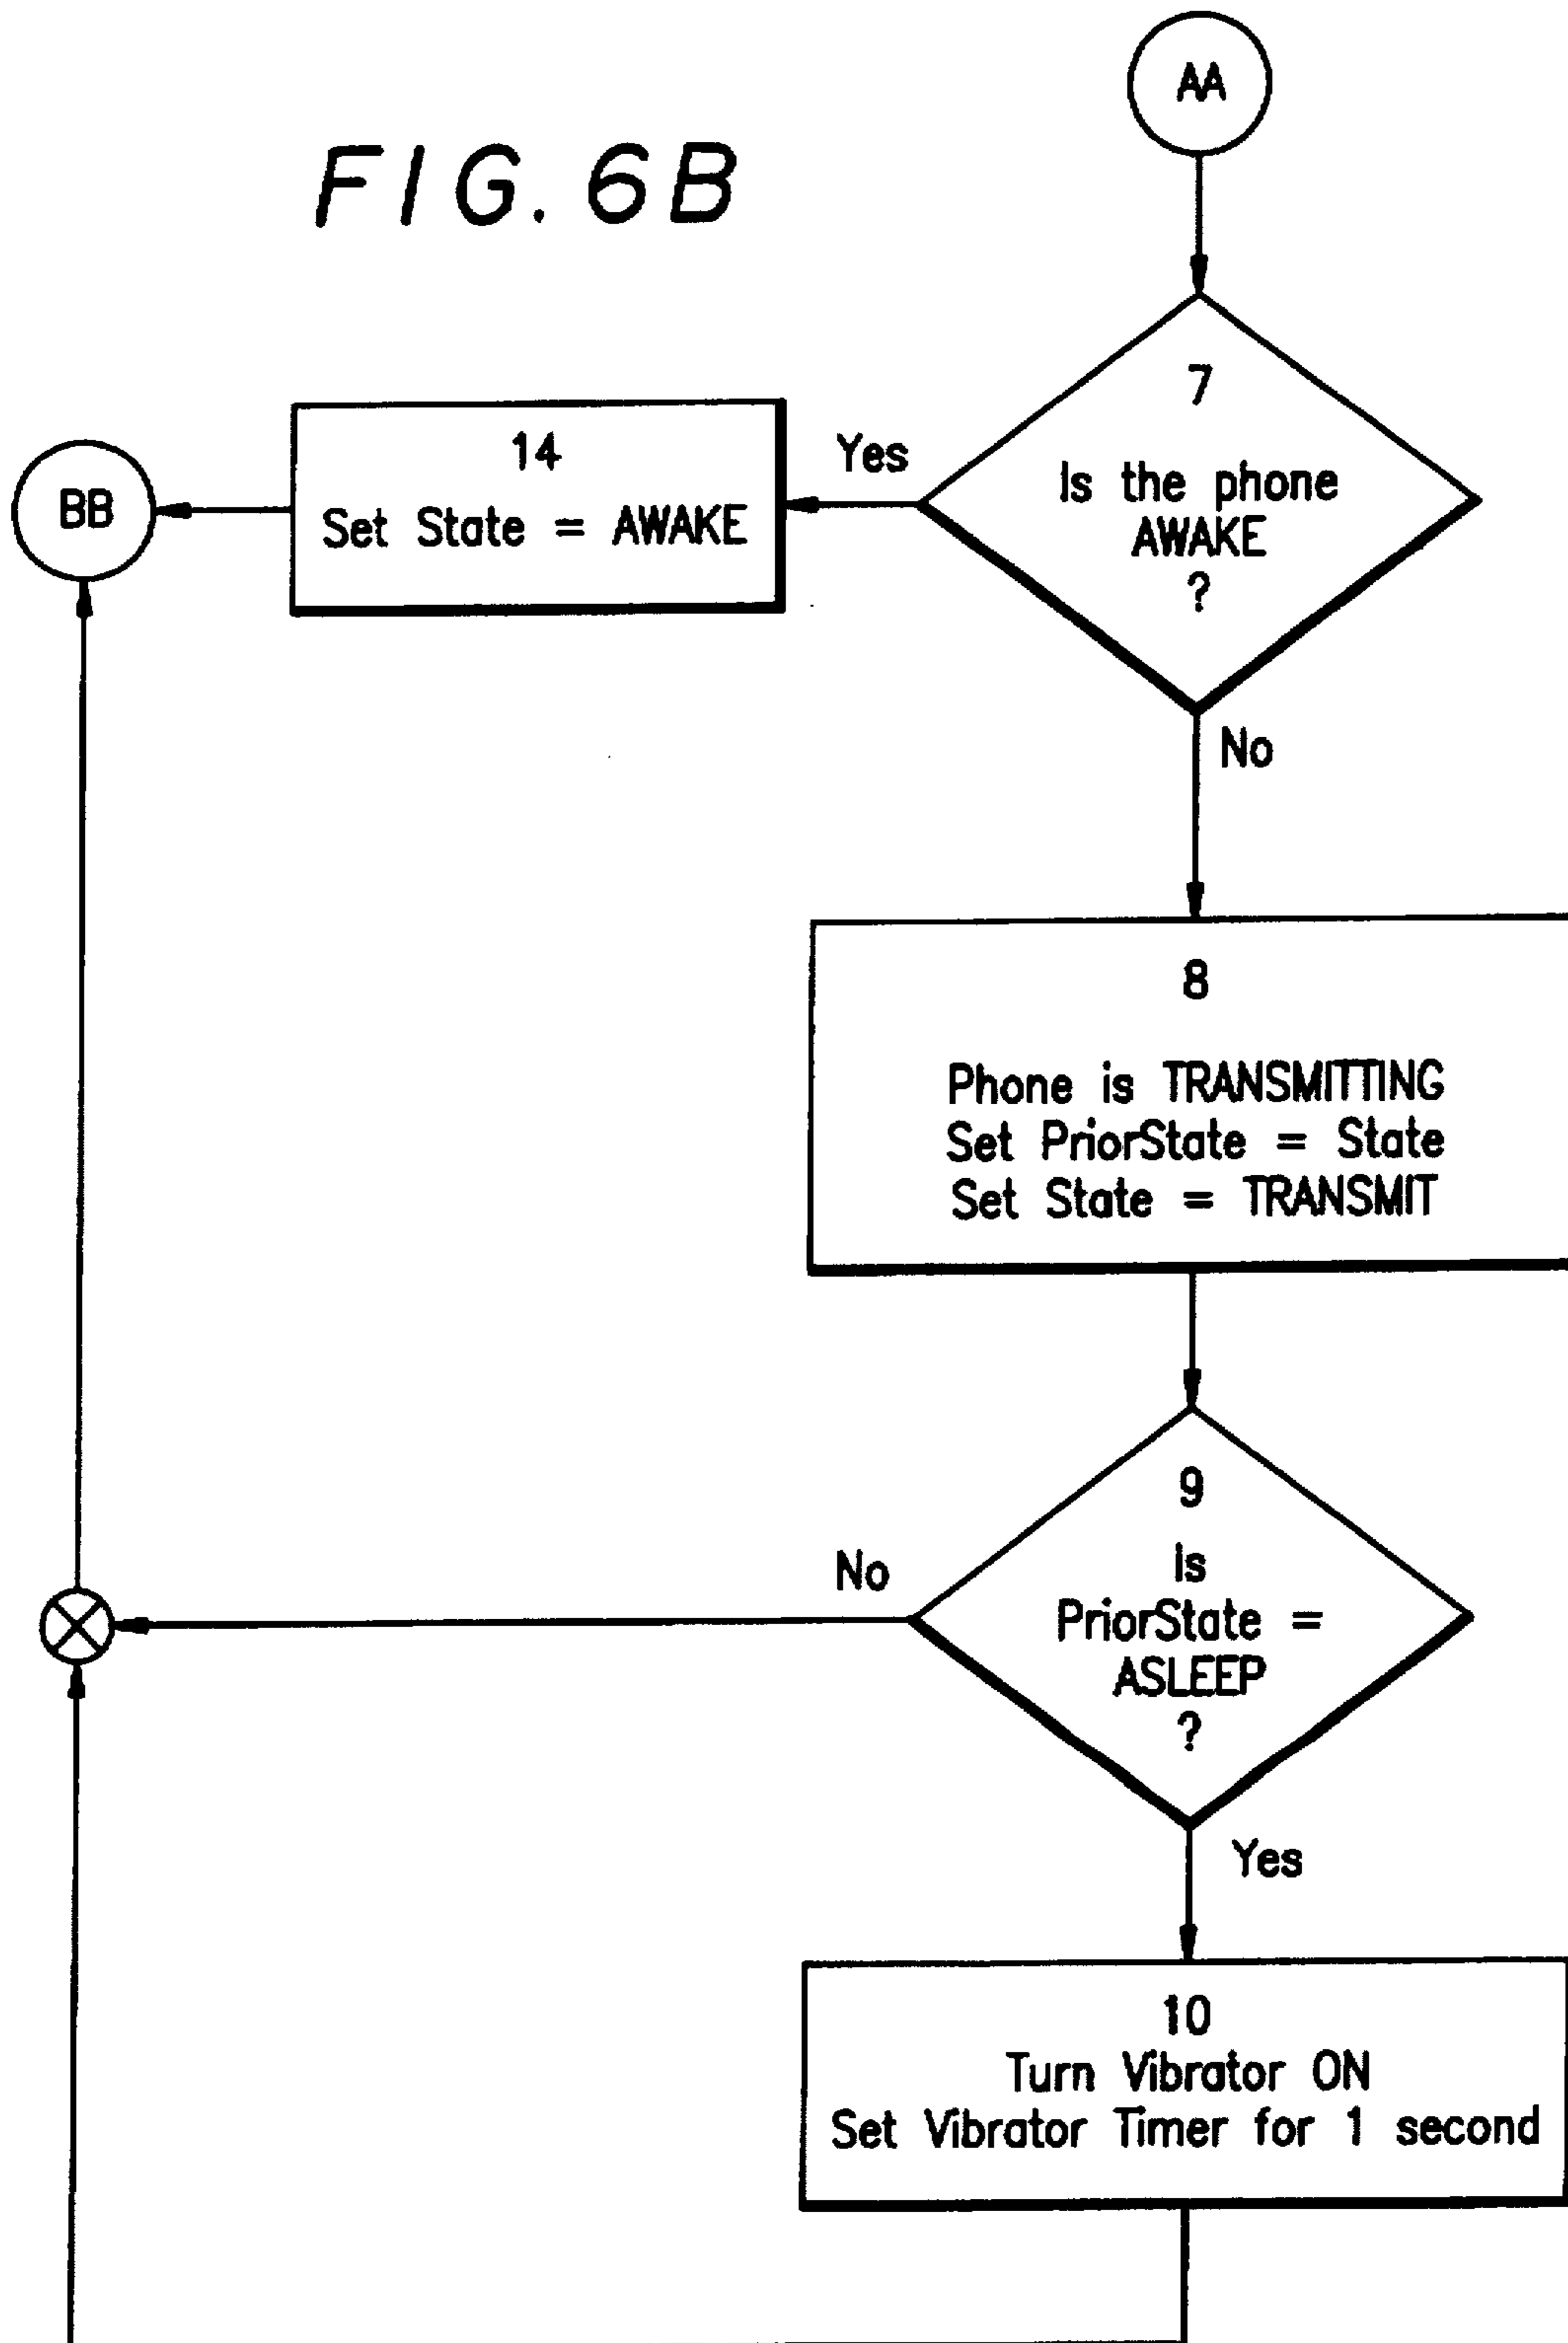 AA
FIG. 6B
7
Is the phone
AWAKE
?
Yes
14
Set State = AWAKE
BB
No
8
Phone is TRANSMITTING
Set PriorState = State
Set State = TRANSMIT
9
Is
PriorState =
ASLEEP
?
No
Yes
10
Turn Vibrator ON
Set Vibrator Timer for 1 second